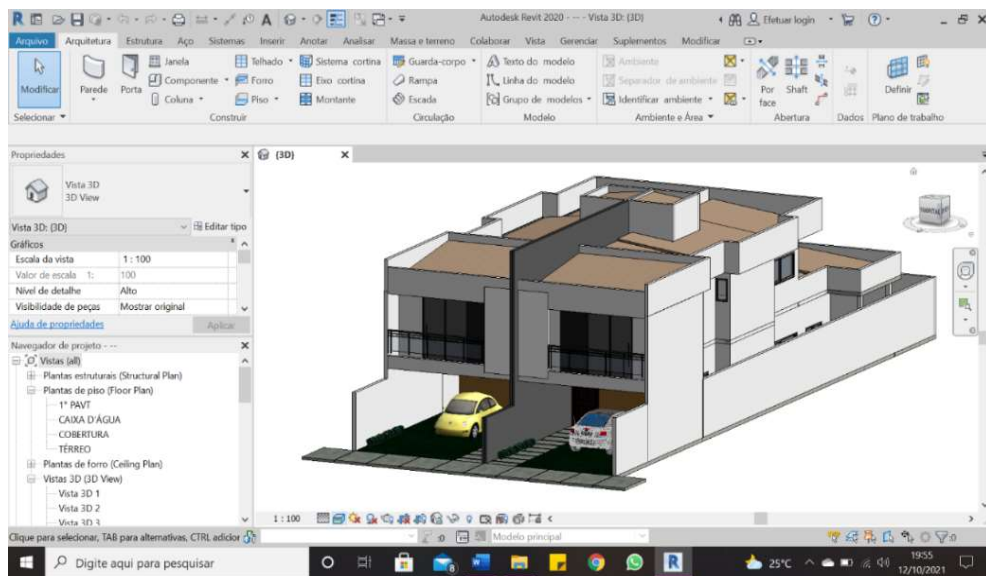 Autodesk Revit 2020 - -- - Vista 3D: {3D}
Efetuar login
Arquivo Arquitetura Estrutura Aço Sistemas Inserir Anotar Analisar Massa e terreno Colaborar Vista Gerenciar Suplementos Modificar
Modificar
Parede
Porta
Janela
Componente
Coluna
Telhado
Forro
Piso
Sistema cortina
Eixo cortina
Montante
Guarda-corpo
Rampa
Escada
Texto do modelo
Linha do modelo
Grupo de modelos
Ambiente
Separador de ambiente
Identificar ambiente
Por face
Shaft
Definir
Selecionar
Construir
Circulação
Modelo
Ambiente e Área
Abertura
Dados
Plano de trabalho
Propriedades
{3D}
Vista 3D
3D View
Vista 3D: {3D}
Editar tipo
Gráficos
Escala da vista 1 : 100
Valor de escala 1: 100
Nível de detalhe Alto
Visibilidade de peças Mostrar original
Ajuda de propriedades
Aplicar
Navegador de projeto - --
Vistas (all)
Plantas estruturais (Structural Plan)
Plantas de piso (Floor Plan)
1° PAVT
CAIXA D'ÁGUA
COBERTURA
TÉRREO
Plantas de forro (Ceiling Plan)
Vistas 3D (3D View)
Vista 3D 1
Vista 3D 2
Vista 3D 3
1 : 100
Clique para selecionar, TAB para alternativas, CTRL adicior
:0
Modelo principal
:0
Digite aqui para pesquisar
25°C
19:55
12/10/2021